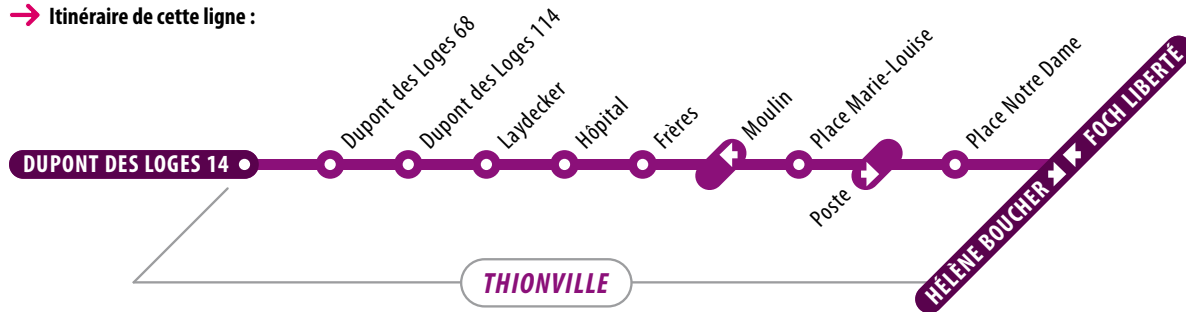 Itinéraire de cette ligne :
DUPONT DES LOGES 14
Dupont des Loges 68
Dupont des Loges 114
Laydecker
Hôpital
Frères
Moulin
Place Marie-Louise
Poste
Place Notre Dame
HÉLÈNE BOUCHER
FOCH LIBERTÉ
THIONVILLE